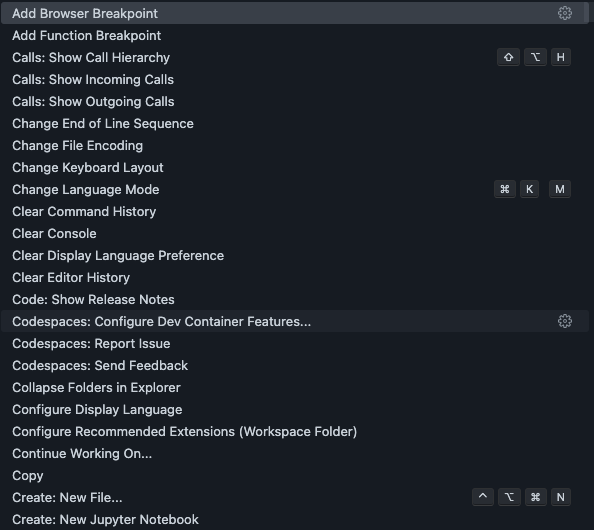 Add Browser Breakpoint
Add Function Breakpoint
Calls: Show Call Hierarchy ⇧ ⌥ H
Calls: Show Incoming Calls
Calls: Show Outgoing Calls
Change End of Line Sequence
Change File Encoding
Change Keyboard Layout
Change Language Mode ⌘ K M
Clear Command History
Clear Console
Clear Display Language Preference
Clear Editor History
Code: Show Release Notes
Codespaces: Configure Dev Container Features...
Codespaces: Report Issue
Codespaces: Send Feedback
Collapse Folders in Explorer
Configure Display Language
Configure Recommended Extensions (Workspace Folder)
Continue Working On...
Copy
Create: New File... ^ ⌥ ⌘ N
Create: New Jupyter Notebook